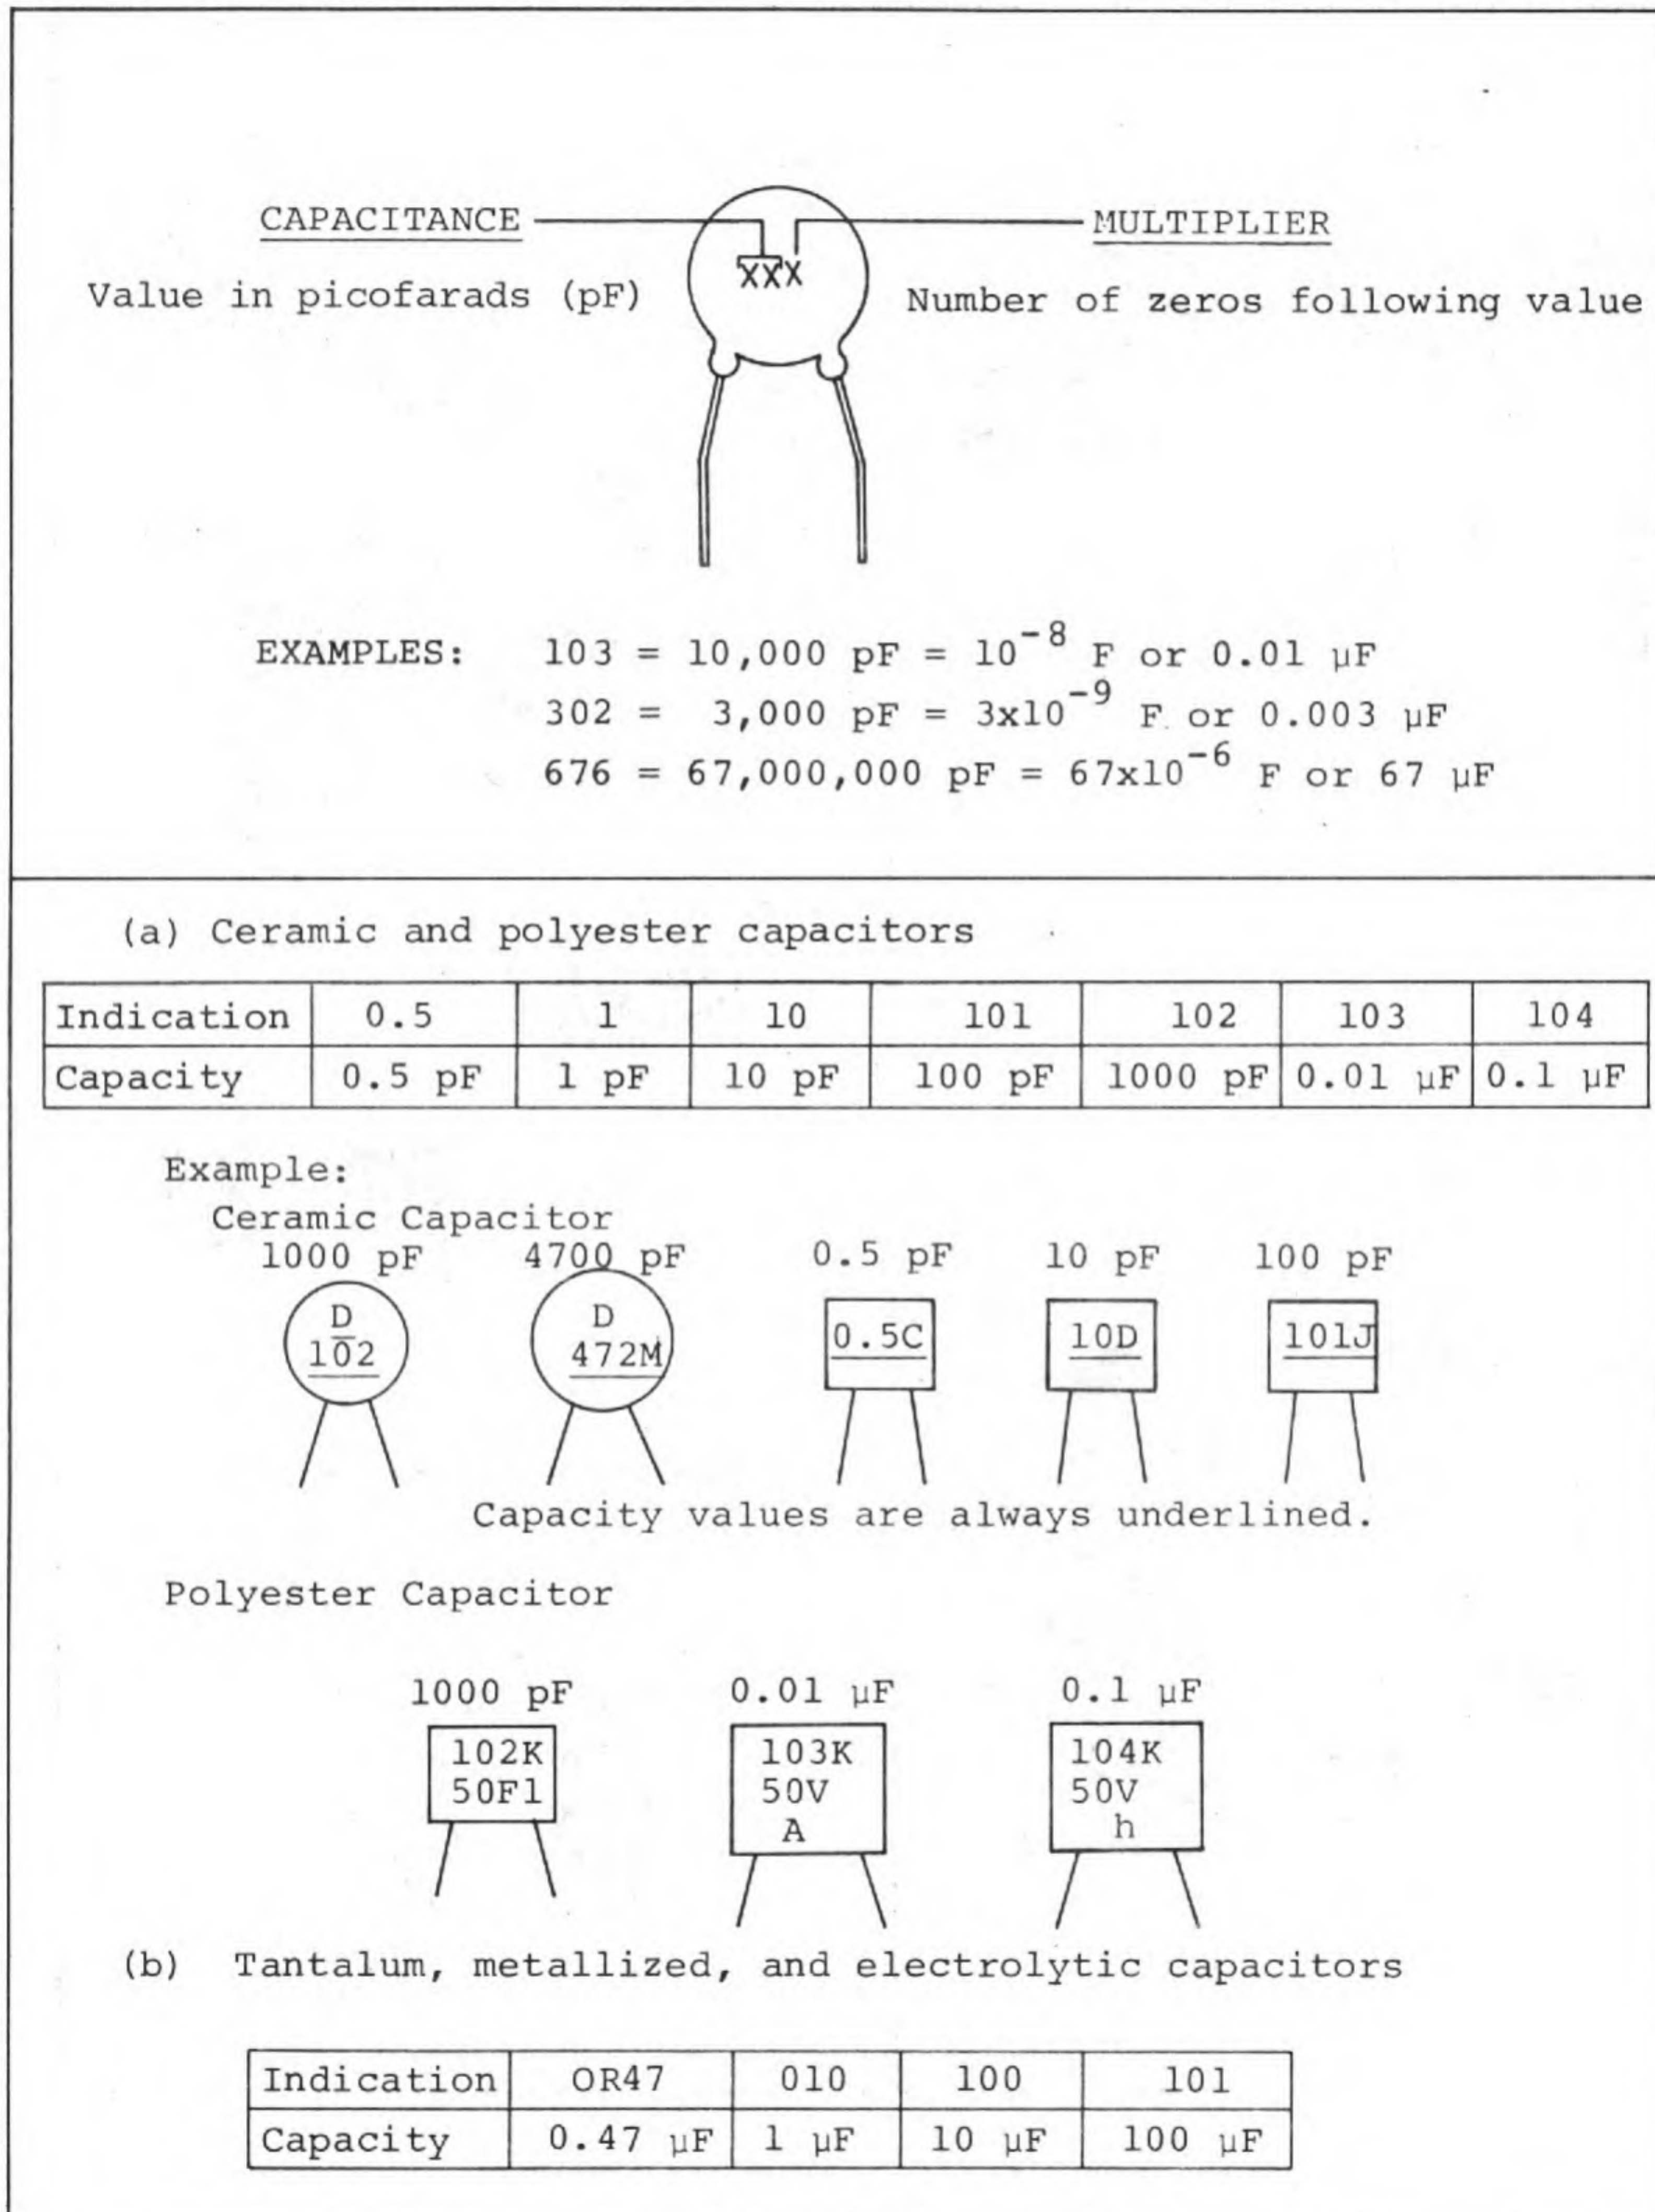 CAPACITANCE MULTIPLIER
XXX
Value in picofarads (pF) Number of zeros following value
EXAMPLES: 103 = 10,000 pF = 10⁻⁸ F or 0.01 µF
302 = 3,000 pF = 3x10⁻⁹ F or 0.003 µF
676 = 67,000,000 pF = 67x10⁻⁶ F or 67 µF
(a) Ceramic and polyester capacitors
Indication 0.5 1 10 101 102 103 104
Capacity 0.5 pF 1 pF 10 pF 100 pF 1000 pF 0.01 µF 0.1 µF
Example:
Ceramic Capacitor
1000 pF 4700 pF 0.5 pF 10 pF 100 pF
D D
102 472M 0.5C 10D 101J
Capacity values are always underlined.
Polyester Capacitor
1000 pF 0.01 µF 0.1 µF
102K 103K 104K
50F1 50V 50V
A h
(b) Tantalum, metallized, and electrolytic capacitors
Indication OR47 010 100 101
Capacity 0.47 µF 1 µF 10 µF 100 µF